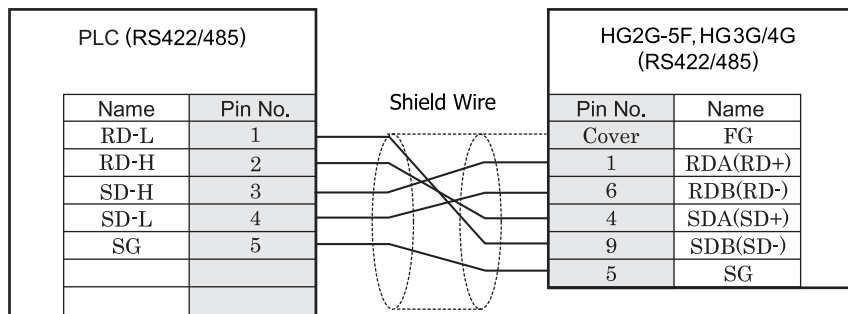 PLC (RS422/485)
HG2G-5F, HG3G/4G
(RS422/485)
Shield Wire
Name Pin No.
RD-L 1
RD-H 2
SD-H 3
SD-L 4
SG 5
Pin No. Name
Cover FG
1 RDA(RD+)
6 RDB(RD-)
4 SDA(SD+)
9 SDB(SD-)
5 SG